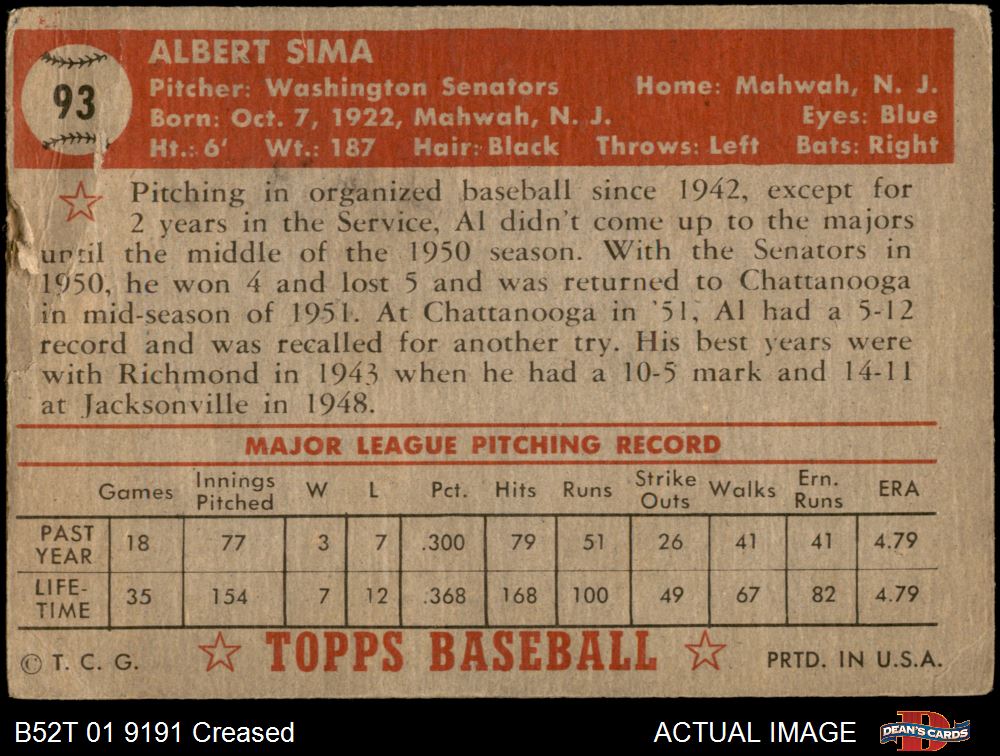 93
ALBERT SIMA
Pitcher: Washington Senators Home: Mahwah, N. J.
Born: Oct. 7, 1922, Mahwah, N. J. Eyes: Blue
Ht.: 6' Wt.: 187 Hair: Black Throws: Left Bats: Right
Pitching in organized baseball since 1942, except for
2 years in the Service, Al didn't come up to the majors
until the middle of the 1950 season. With the Senators in
1950, he won 4 and lost 5 and was returned to Chattanooga
in mid-season of 1951. At Chattanooga in '51, Al had a 5-12
record and was recalled for another try. His best years were
with Richmond in 1943 when he had a 10-5 mark and 14-11
at Jacksonville in 1948.
MAJOR LEAGUE PITCHING RECORD
Games Innings Pitched W L Pct. Hits Runs Strike Outs Walks Ern. Runs ERA
PAST YEAR 18 77 3 7 .300 79 51 26 41 41 4.79
LIFE-TIME 35 154 7 12 .368 168 100 49 67 82 4.79
© T. C. G. TOPPS BASEBALL PRTD. IN U.S.A.
B52T 01 9191 Creased ACTUAL IMAGE D DEAN'S CARDS